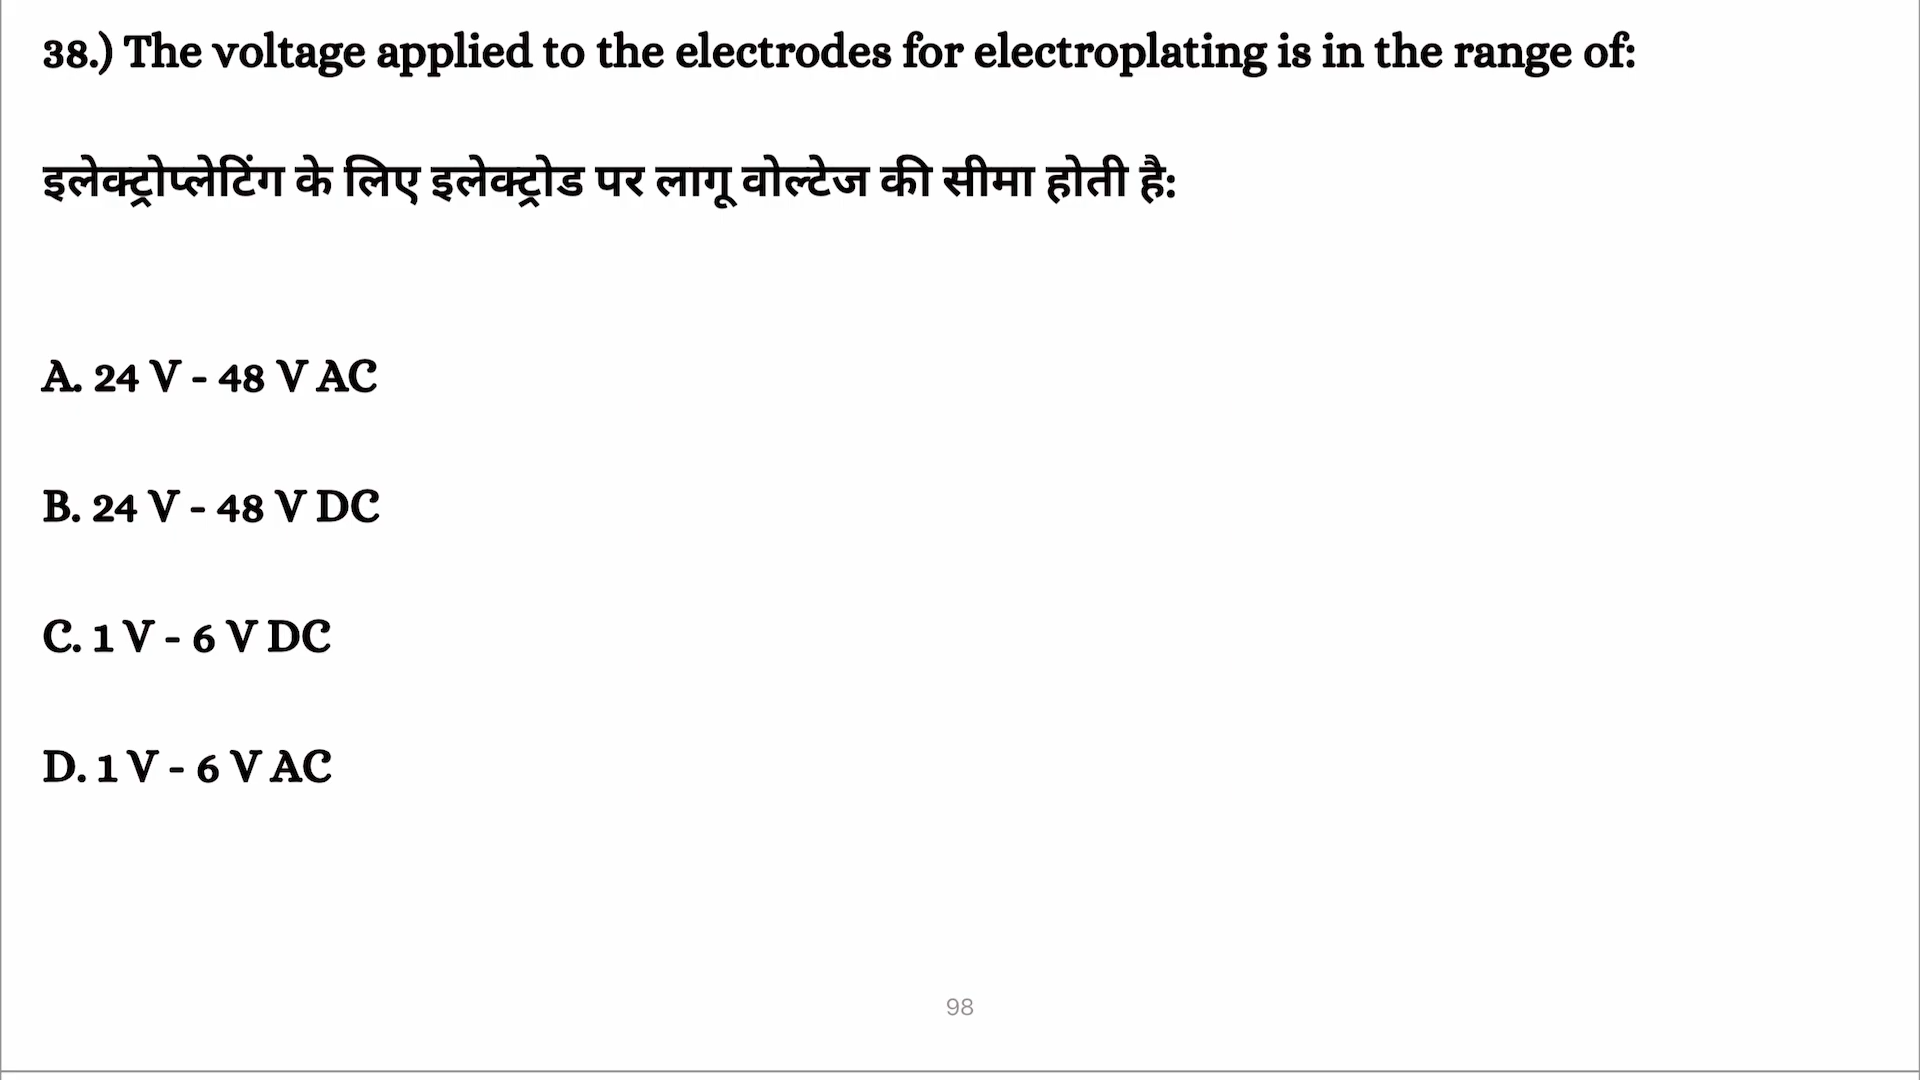 38.) The voltage applied to the electrodes for electroplating is in the range of:
इलेक्ट्रोप्लेटिंग के लिए इलेक्ट्रोड पर लागू वोल्टेज की सीमा होती है:
A. 24 V - 48 V AC
B. 24 V - 48 V DC
C. 1 V - 6 V DC
D. 1 V - 6 V AC
98